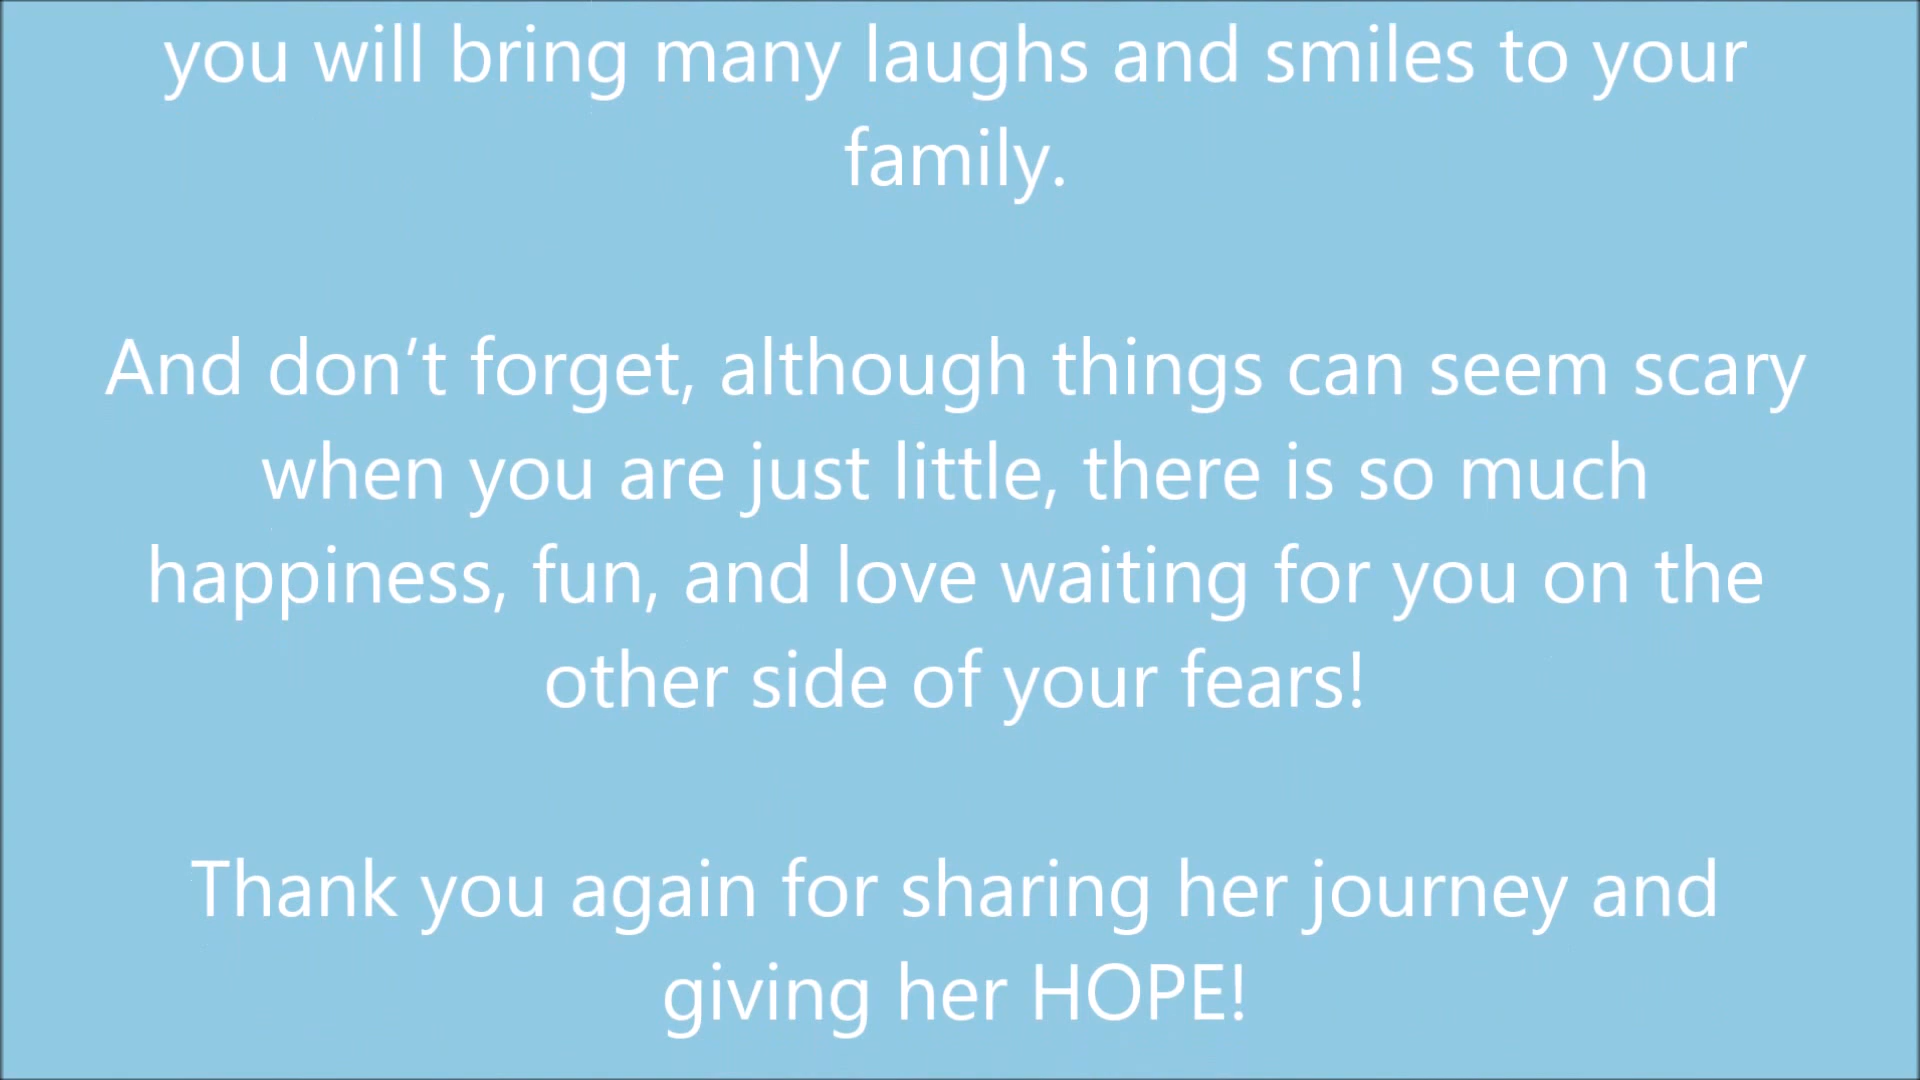 you will bring many laughs and smiles to your
family.
And don’t forget, although things can seem scary
when you are just little, there is so much
happiness, fun, and love waiting for you on the
other side of your fears!
Thank you again for sharing her journey and
giving her HOPE!